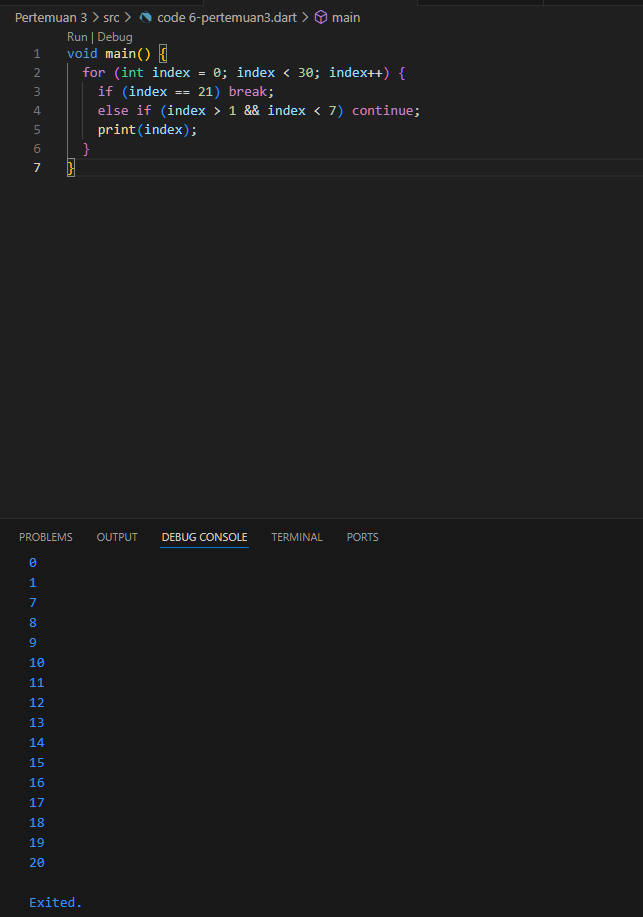 Pertemuan 3 > src > code 6-pertemuan3.dart > main
Run | Debug
1 void main() {
2 for (int index = 0; index < 30; index++) {
3 if (index == 21) break;
4 else if (index > 1 && index < 7) continue;
5 print(index);
6 }
7 }
PROBLEMS OUTPUT DEBUG CONSOLE TERMINAL PORTS
0
1
7
8
9
10
11
12
13
14
15
16
17
18
19
20
Exited.